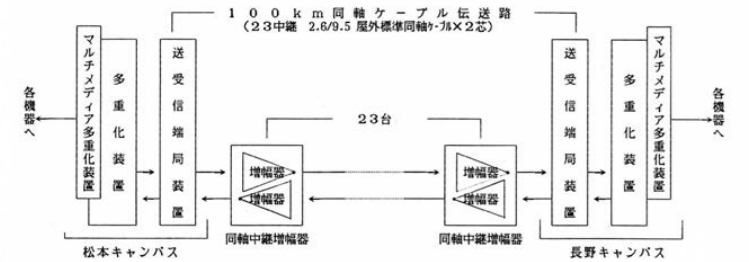 100km同軸ケーブル伝送路
(23中継 2.6/9.5 屋外標準同軸ケーブル×2芯)
各機器へ
マルチメディア多重化装置
多重化装置
送受信端局装置
23台
増幅器
増幅器
同軸中継増幅器
増幅器
増幅器
同軸中継増幅器
送受信端局装置
多重化装置
マルチメディア多重化装置
各機器へ
松本キャンパス
長野キャンパス